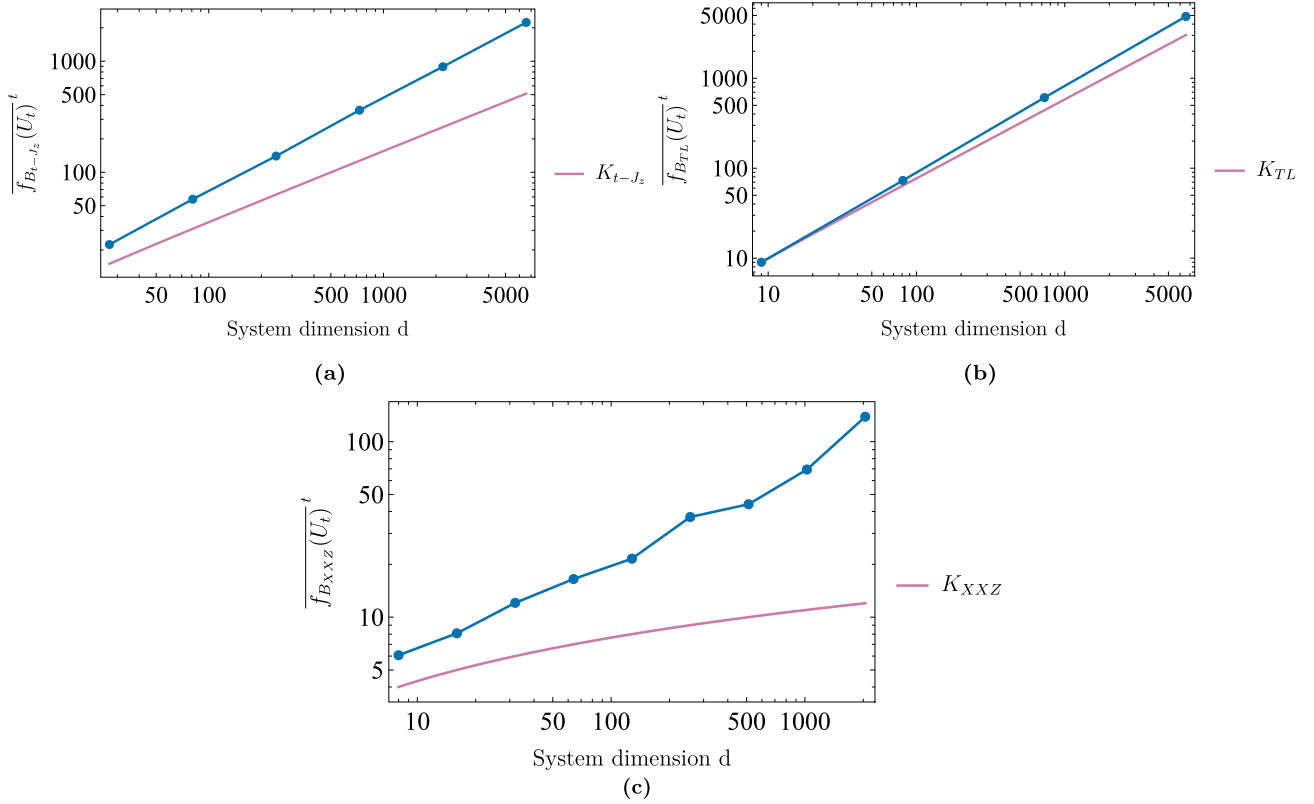 1000
500
100
50
50 100 500 1000 5000
$\overline{f_{B_{t-J_z}}(U_t)}^t$
System dimension d
$K_{t-J_z}$
(a)
5000
1000
500
100
50
10
10 50 100 500 1000 5000
$\overline{f_{B_{TL}}(U_t)}^t$
System dimension d
$K_{TL}$
(b)
100
50
10
5
10 50 100 500 1000
$\overline{f_{B_{XXZ}}(U_t)}^t$
System dimension d
$K_{XXZ}$
(c)